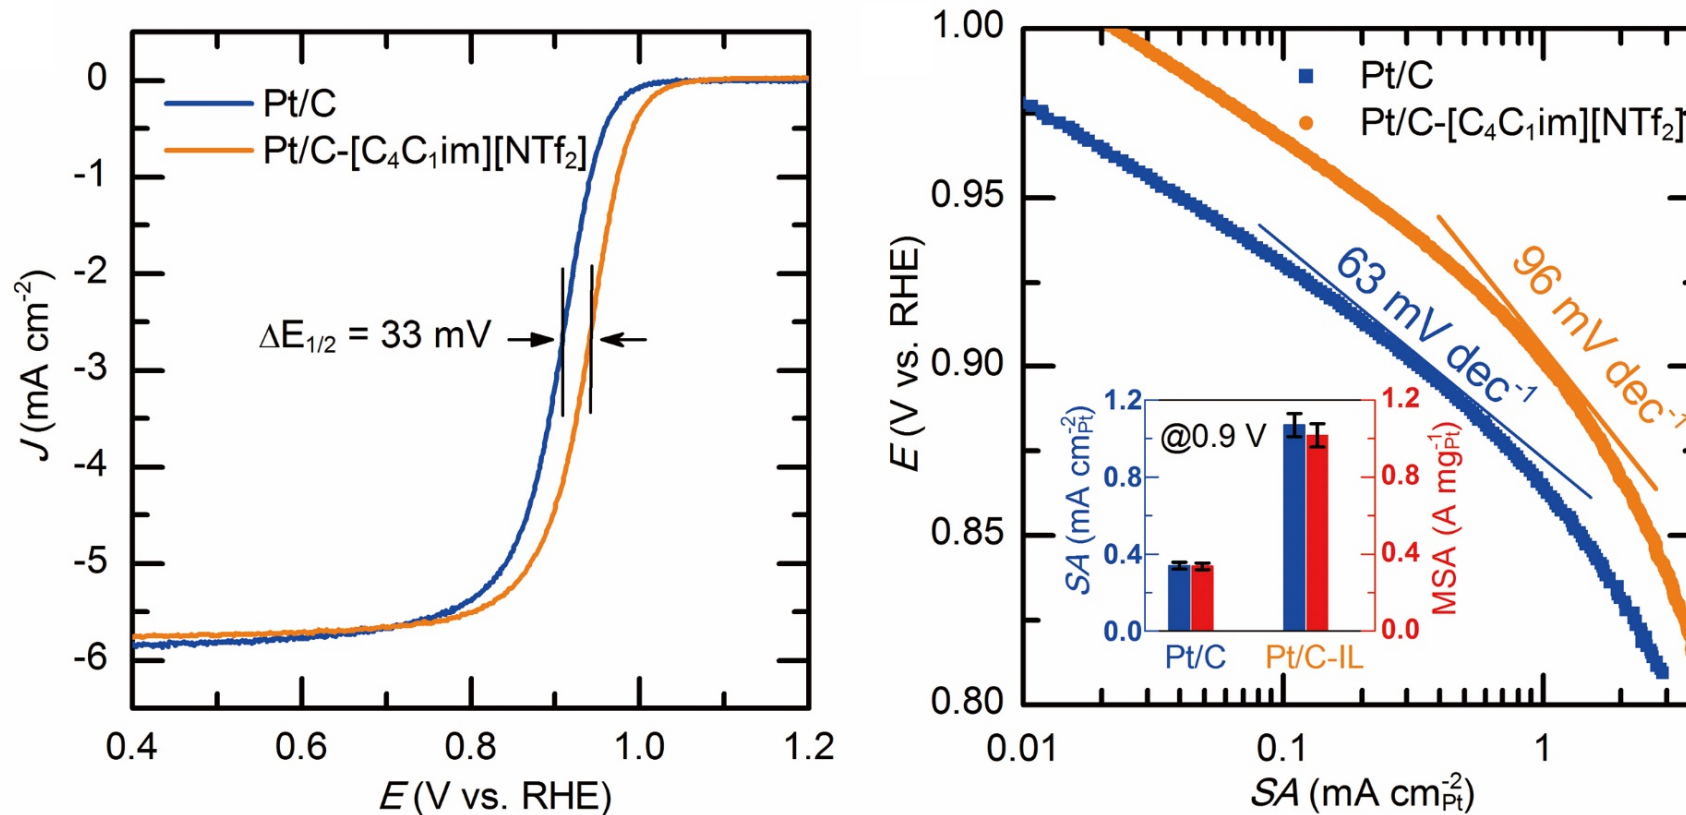 0
-1
-2
-3
-4
-5
-6
J (mA cm⁻²)
Pt/C
Pt/C-[C₄C₁im][NTf₂]
ΔE₁/₂ = 33 mV
0.4 0.6 0.8 1.0 1.2
E (V vs. RHE)
1.00
0.95
0.90
0.85
0.80
E (V vs. RHE)
Pt/C
Pt/C-[C₄C₁im][NTf₂]
63 mV dec⁻¹
96 mV dec⁻¹
1.2
0.8
0.4
0.0
SA (mA cm⁻²Pt)
@0.9 V
1.2
0.8
0.4
0.0
MSA (A mg⁻¹Pt)
Pt/C Pt/C-IL
0.01 0.1 1
SA (mA cm⁻²Pt)